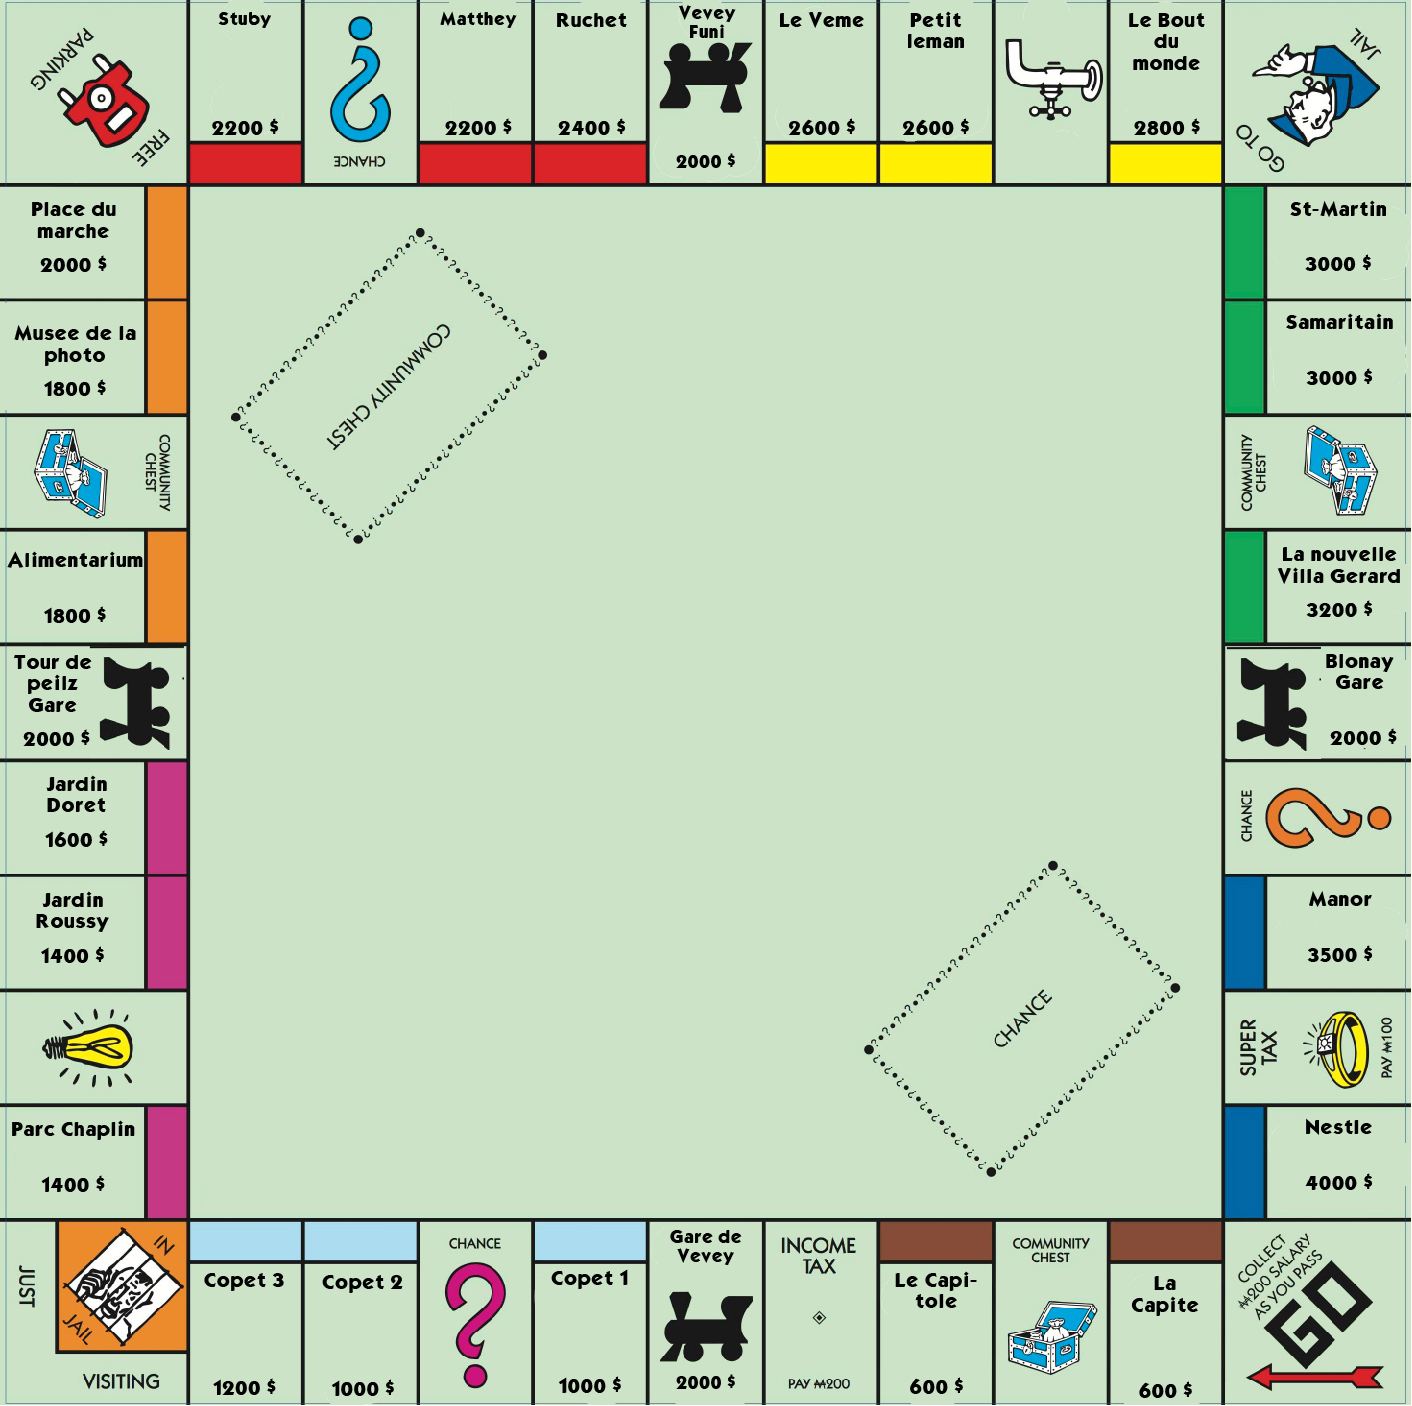 FREE
PARKING
Stuby
2200 $
CHANCE
Matthey
2200 $
Ruchet
2400 $
Vevey
Funi
2000 $
Le Veme
2600 $
Petit
leman
2600 $
Le Bout
du
monde
2800 $
GO TO
JAIL
Place du
marche
2000 $
Musee de la
photo
1800 $
COMMUNITY
CHEST
Alimentarium
1800 $
Tour de
peilz
Gare
2000 $
Jardin
Doret
1600 $
Jardin
Roussy
1400 $
Parc Chaplin
1400 $
COMMUNITY CHEST
CHANCE
St-Martin
3000 $
Samaritain
3000 $
COMMUNITY
CHEST
La nouvelle
Villa Gerard
3200 $
Blonay
Gare
2000 $
CHANCE
Manor
3500 $
SUPER
TAX
PAY ₩100
Nestle
4000 $
JUST
VISITING
IN
JAIL
Copet 3
1200 $
Copet 2
1000 $
CHANCE
Copet 1
1000 $
Gare de
Vevey
2000 $
INCOME
TAX
PAY ₩200
Le Capi-
tole
600 $
COMMUNITY
CHEST
La
Capite
600 $
COLLECT
₩200 SALARY
AS YOU PASS
GO